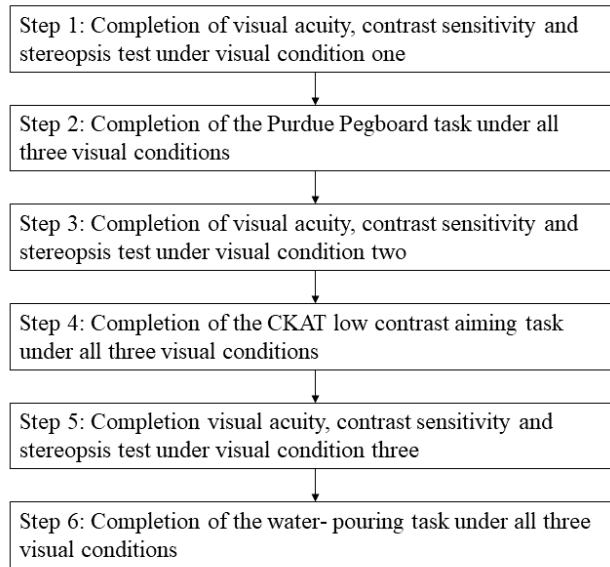 Step 1: Completion of visual acuity, contrast sensitivity and
stereopsis test under visual condition one
Step 2: Completion of the Purdue Pegboard task under all
three visual conditions
Step 3: Completion of visual acuity, contrast sensitivity and
stereopsis test under visual condition two
Step 4: Completion of the CKAT low contrast aiming task
under all three visual conditions
Step 5: Completion visual acuity, contrast sensitivity and
stereopsis test under visual condition three
Step 6: Completion of the water- pouring task under all three
visual conditions